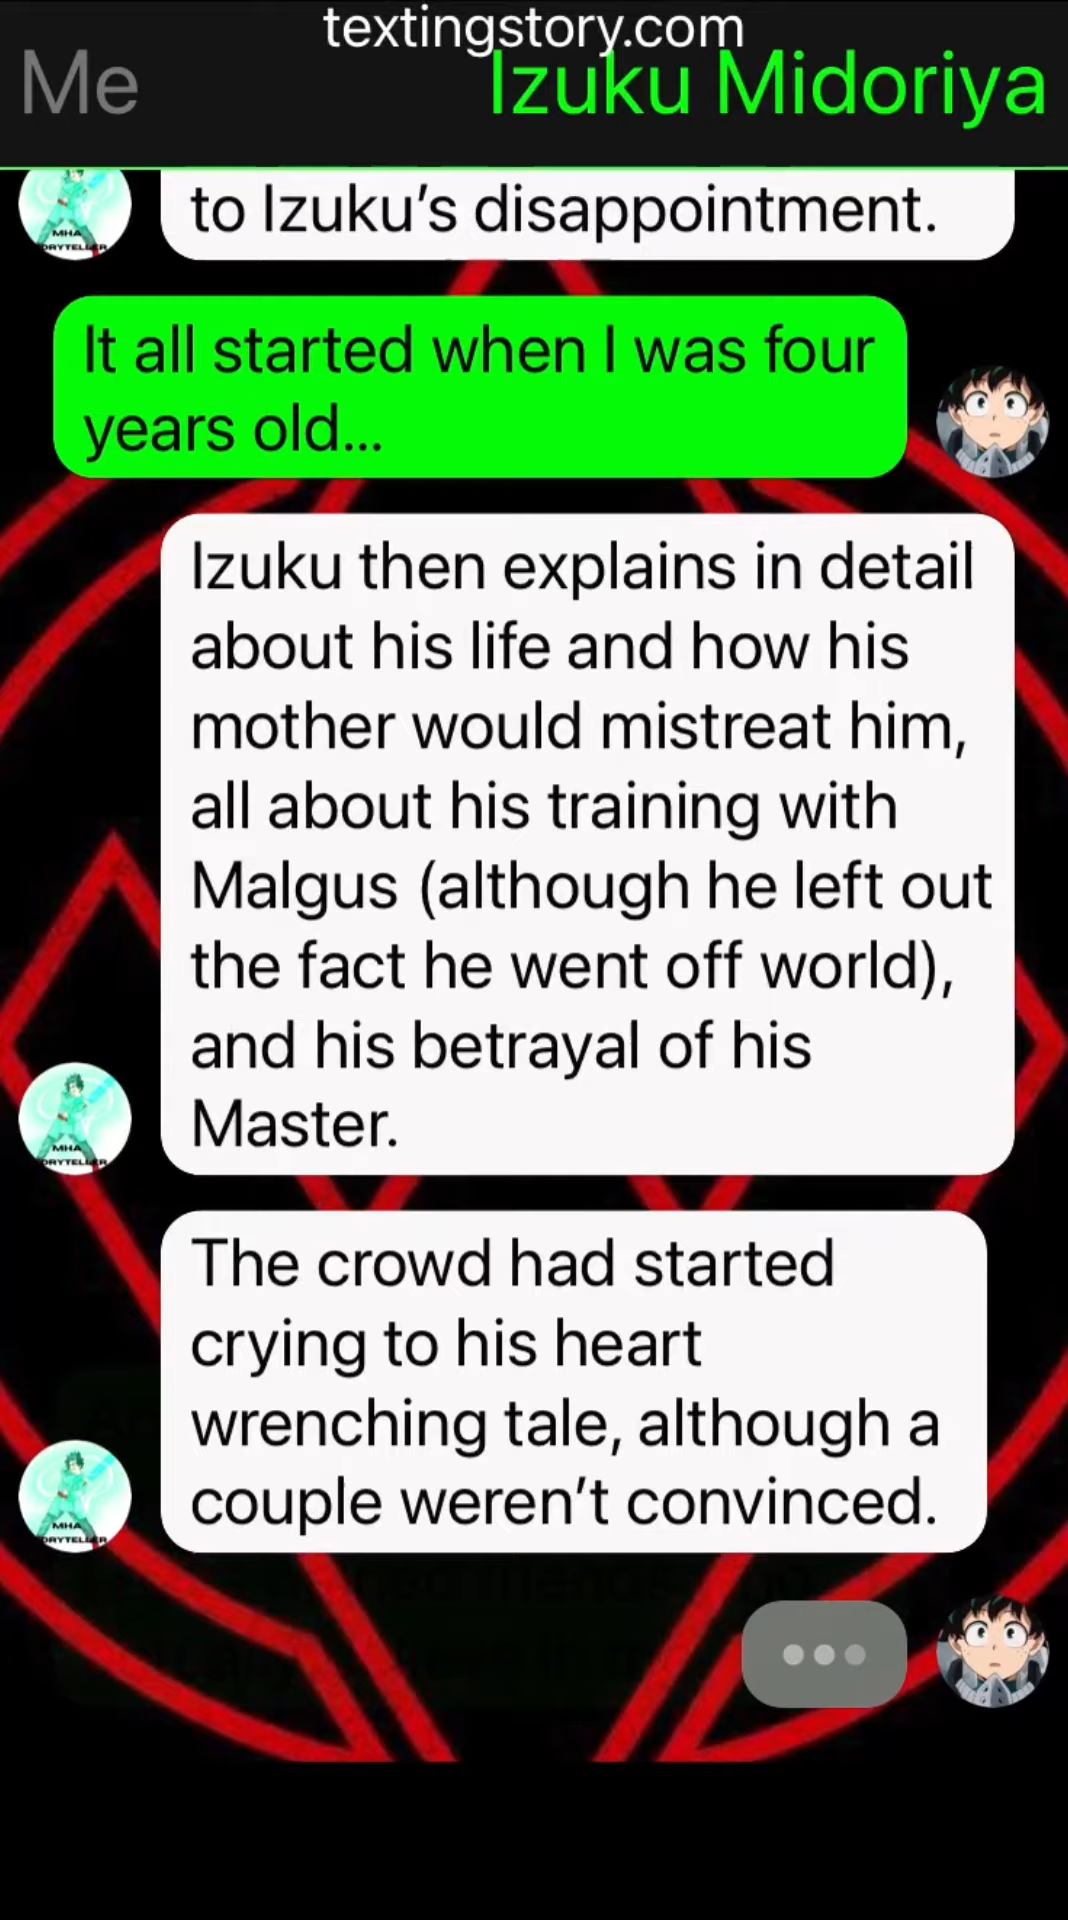 textingstory.com
Me
Izuku Midoriya
to Izuku’s disappointment.
MHA
It all started when I was four
years old...
Izuku then explains in detail
about his life and how his
mother would mistreat him,
all about his training with
Malgus (although he left out
the fact he went off world),
and his betrayal of his
Master.
MHA
The crowd had started
crying to his heart
wrenching tale, although a
couple weren’t convinced.
MHA